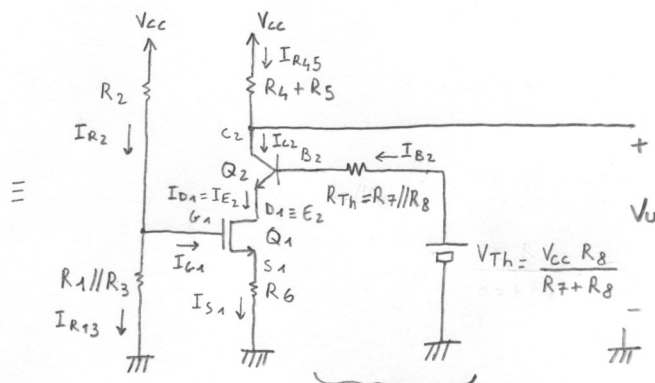 Vcc
Vcc
IR45
R2
R4+R5
IR2
C2
IC2
B2
IB2
+
Q2
RTh=R7//R8
≡
ID1=IE2
G1
D1≡E2
Q1
Vu
IG1
S1
VTh= Vcc R8
R7+R8
R1//R3
R6
IS1
IR13
-